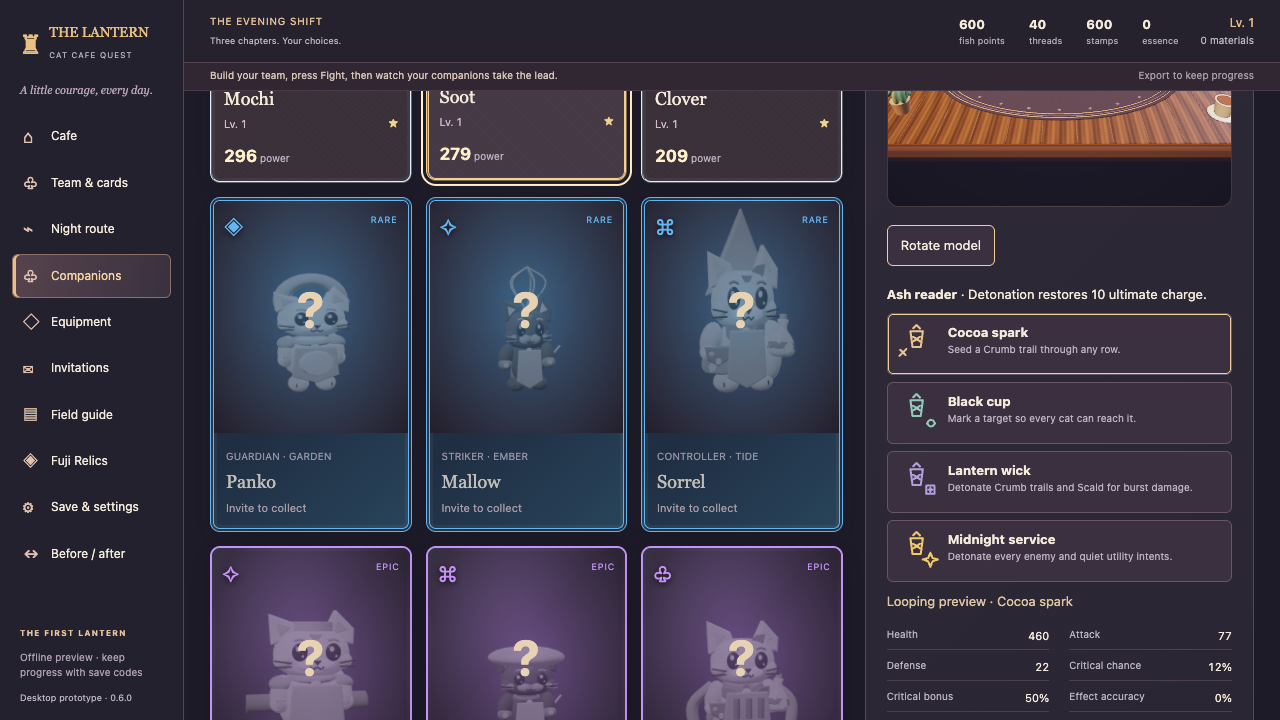 THE LANTERN
CAT CAFE QUEST
A little courage, every day.
Cafe
Team & cards
Night route
Companions
Equipment
Invitations
Field guide
Fuji Relics
Save & settings
Before / after
THE FIRST LANTERN
Offline preview · keep
progress with save codes
Desktop prototype · 0.6.0
THE EVENING SHIFT
Three chapters. Your choices.
600
fish points
40
threads
600
stamps
0
essence
Lv. 1
0 materials
Build your team, press Fight, then watch your companions take the lead.
Export to keep progress
Mochi
Lv. 1
296 power
Soot
Lv. 1
279 power
Clover
Lv. 1
209 power
RARE
?
GUARDIAN · GARDEN
Panko
Invite to collect
RARE
?
STRIKER · EMBER
Mallow
Invite to collect
RARE
?
CONTROLLER · TIDE
Sorrel
Invite to collect
EPIC
?
EPIC
?
EPIC
?
Rotate model
Ash reader · Detonation restores 10 ultimate charge.
Cocoa spark
Seed a Crumb trail through any row.
Black cup
Mark a target so every cat can reach it.
Lantern wick
Detonate Crumb trails and Scald for burst damage.
Midnight service
Detonate every enemy and quiet utility intents.
Looping preview · Cocoa spark
Health 460
Attack 77
Defense 22
Critical chance 12%
Critical bonus 50%
Effect accuracy 0%